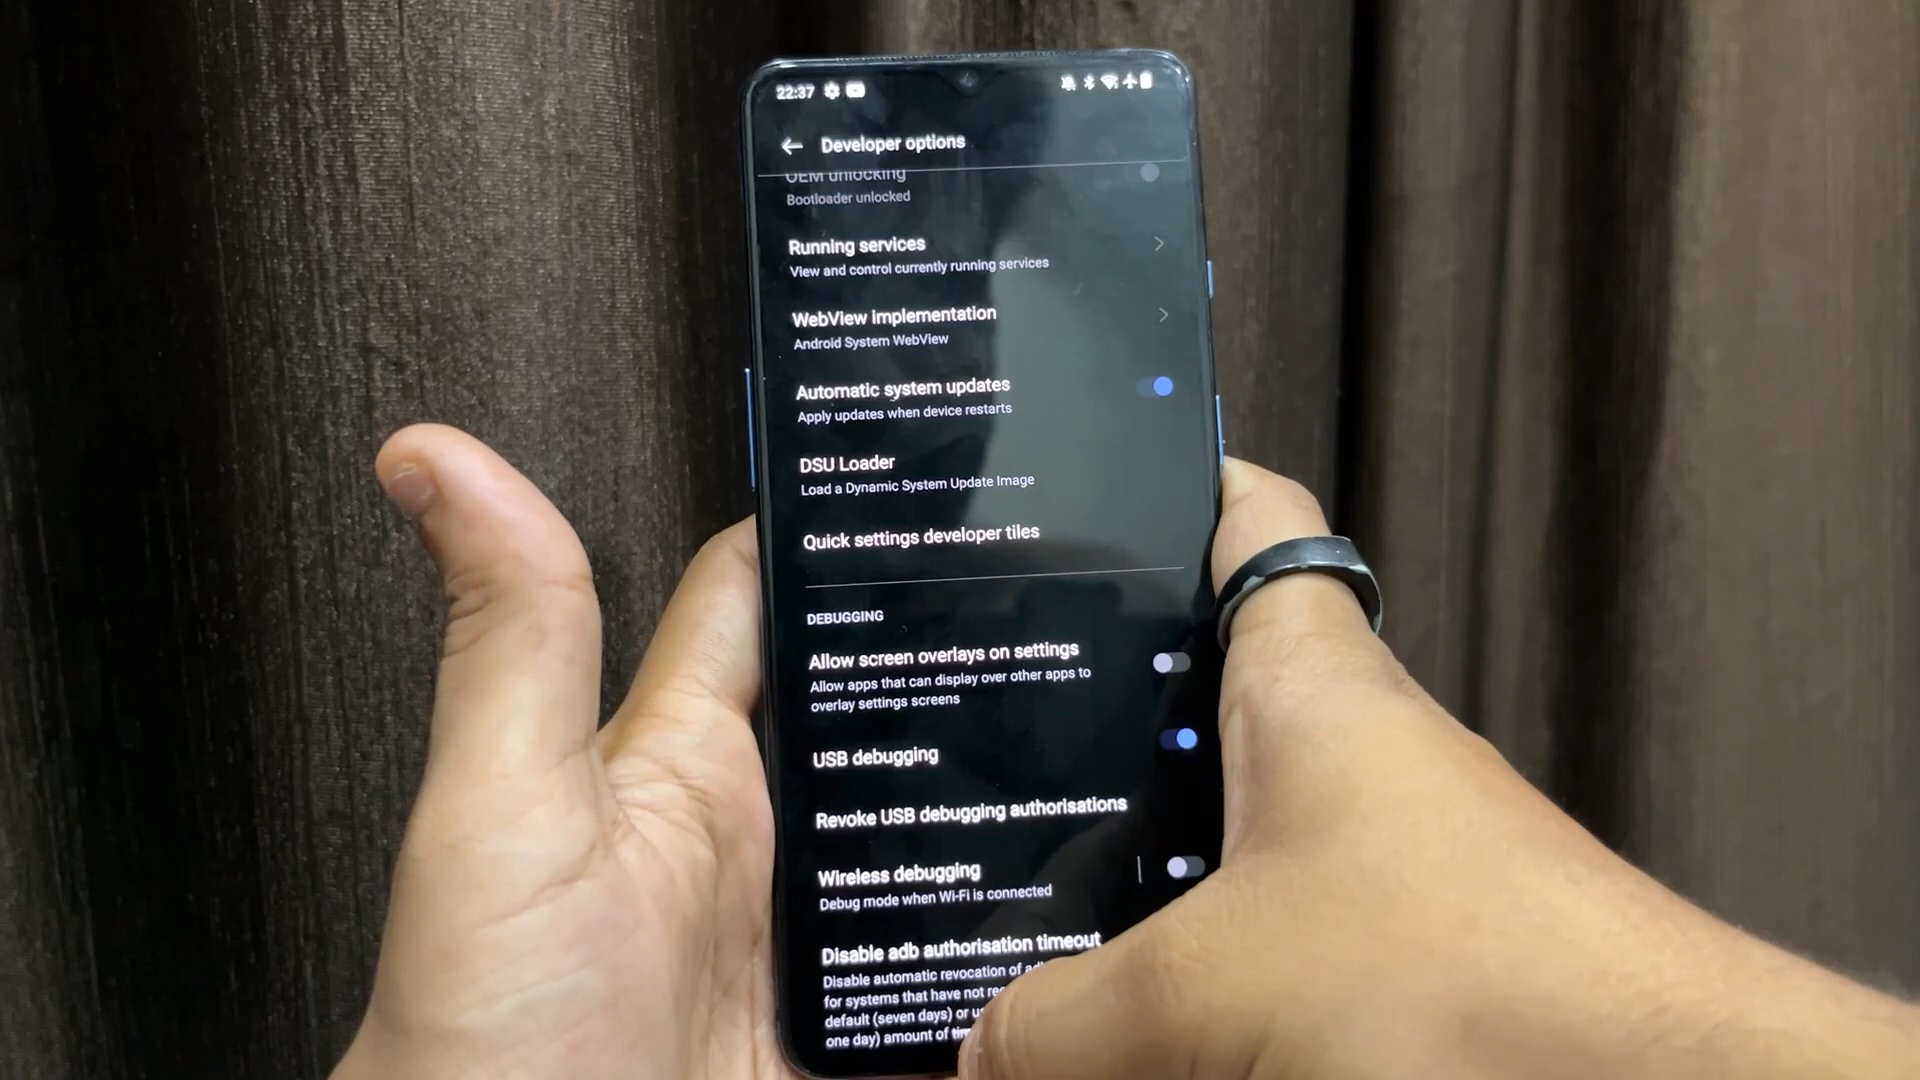 22:37
Developer options
OEM unlocking
Bootloader unlocked
Running services
View and control currently running services
WebView implementation
Android System WebView
Automatic system updates
Apply updates when device restarts
DSU Loader
Load a Dynamic System Update Image
Quick settings developer tiles
DEBUGGING
Allow screen overlays on settings
Allow apps that can display over other apps to
overlay settings screens
USB debugging
Revoke USB debugging authorisations
Wireless debugging
Debug mode when Wi-Fi is connected
Disable adb authorisation timeout
Disable automatic revocation of
for systems that have not
default (seven days) or
one day) amount of